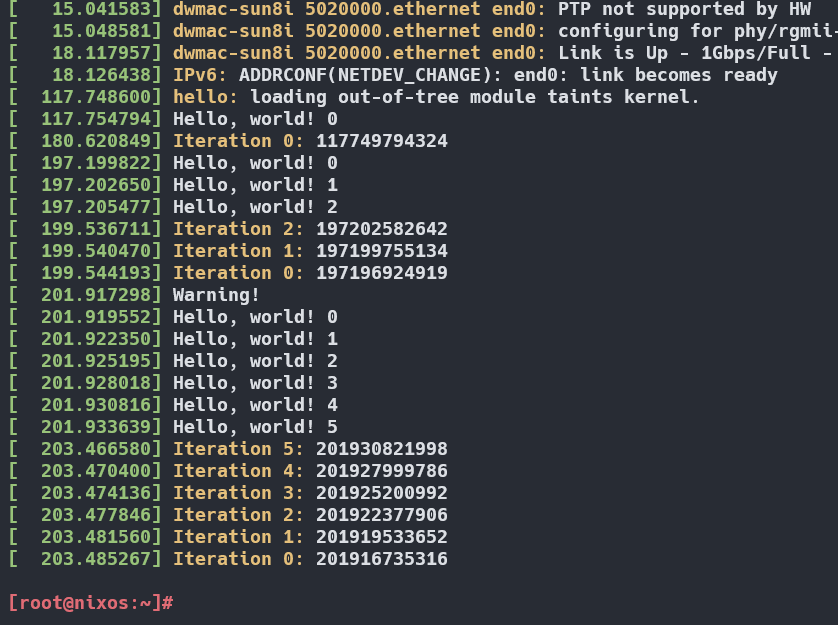 [   15.041583] dwmac-sun8i 5020000.ethernet end0: PTP not supported by HW
[   15.048581] dwmac-sun8i 5020000.ethernet end0: configuring for phy/rgmii-
[   18.117957] dwmac-sun8i 5020000.ethernet end0: Link is Up - 1Gbps/Full -
[   18.126438] IPv6: ADDRCONF(NETDEV_CHANGE): end0: link becomes ready
[  117.748600] hello: loading out-of-tree module taints kernel.
[  117.754794] Hello, world! 0
[  180.620849] Iteration 0: 117749794324
[  197.199822] Hello, world! 0
[  197.202650] Hello, world! 1
[  197.205477] Hello, world! 2
[  199.536711] Iteration 2: 197202582642
[  199.540470] Iteration 1: 197199755134
[  199.544193] Iteration 0: 197196924919
[  201.917298] Warning!
[  201.919552] Hello, world! 0
[  201.922350] Hello, world! 1
[  201.925195] Hello, world! 2
[  201.928018] Hello, world! 3
[  201.930816] Hello, world! 4
[  201.933639] Hello, world! 5
[  203.466580] Iteration 5: 201930821998
[  203.470400] Iteration 4: 201927999786
[  203.474136] Iteration 3: 201925200992
[  203.477846] Iteration 2: 201922377906
[  203.481560] Iteration 1: 201919533652
[  203.485267] Iteration 0: 201916735316
[root@nixos:~]#